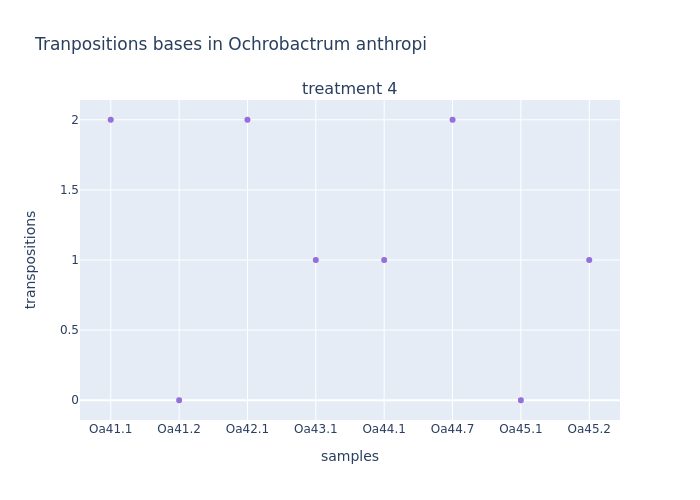 Tranpositions bases in Ochrobactrum anthropi
treatment 4
2
1.5
1
0.5
0
transpositions
Oa41.1 Oa41.2 Oa42.1 Oa43.1 Oa44.1 Oa44.7 Oa45.1 Oa45.2
samples